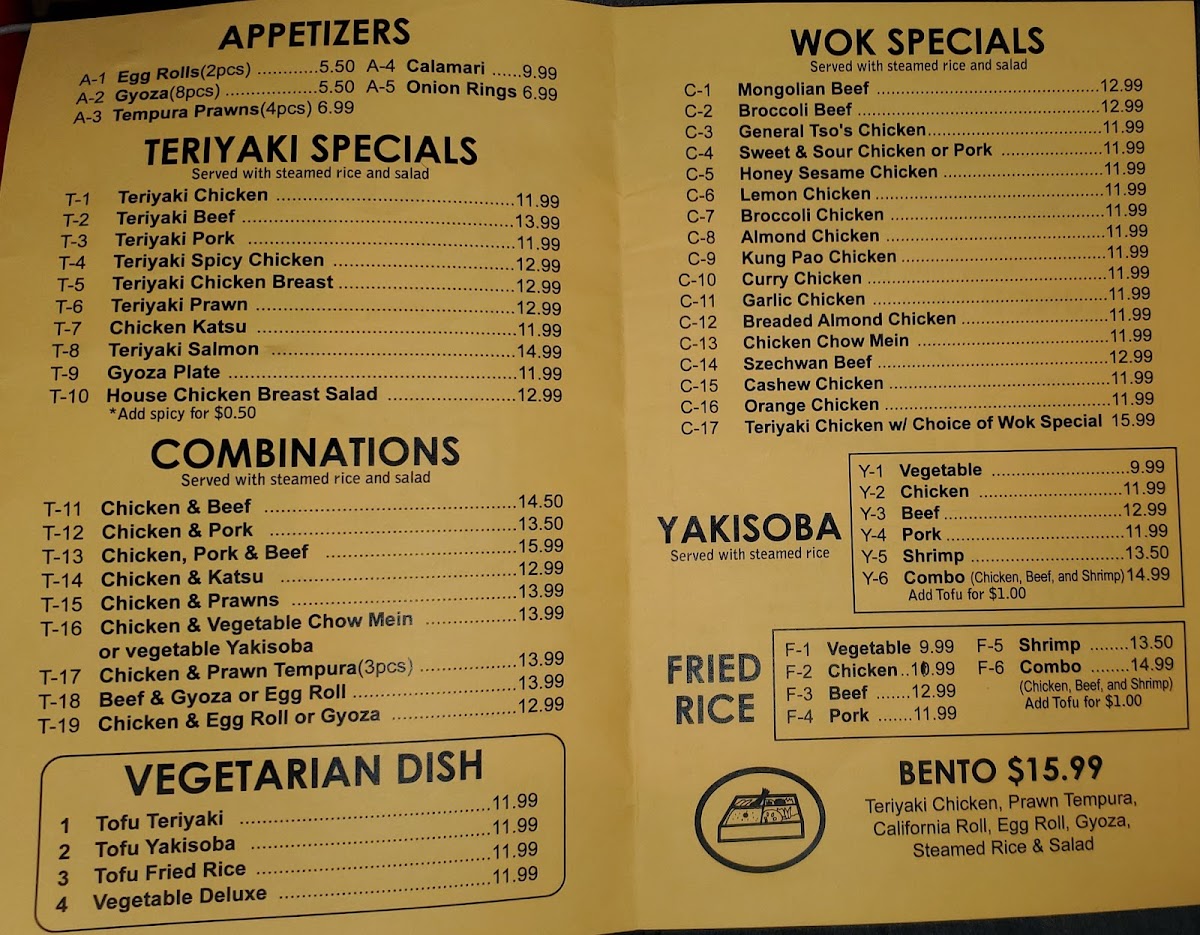 APPETIZERS
A-1 Egg Rolls(2pcs) ............5.50 A-4 Calamari ......9.99
A-2 Gyoza(8pcs) ..................5.50 A-5 Onion Rings 6.99
A-3 Tempura Prawns(4pcs) 6.99
TERIYAKI SPECIALS
Served with steamed rice and salad
T-1 Teriyaki Chicken ........................................11.99
T-2 Teriyaki Beef .............................................13.99
T-3 Teriyaki Pork .............................................11.99
T-4 Teriyaki Spicy Chicken ..............................12.99
T-5 Teriyaki Chicken Breast .............................12.99
T-6 Teriyaki Prawn ...........................................12.99
T-7 Chicken Katsu ...........................................11.99
T-8 Teriyaki Salmon .........................................14.99
T-9 Gyoza Plate ................................................11.99
T-10 House Chicken Breast Salad ......................12.99
*Add spicy for $0.50
COMBINATIONS
Served with steamed rice and salad
T-11 Chicken & Beef ..........................................14.50
T-12 Chicken & Pork ..........................................13.50
T-13 Chicken, Pork & Beef ................................15.99
T-14 Chicken & Katsu ........................................12.99
T-15 Chicken & Prawns ......................................13.99
T-16 Chicken & Vegetable Chow Mein ................13.99
or vegetable Yakisoba
T-17 Chicken & Prawn Tempura(3pcs) ................13.99
T-18 Beef & Gyoza or Egg Roll ...........................13.99
T-19 Chicken & Egg Roll or Gyoza .....................12.99
VEGETARIAN DISH
1 Tofu Teriyaki ..........................................11.99
2 Tofu Yakisoba .........................................11.99
3 Tofu Fried Rice ........................................11.99
4 Vegetable Deluxe ....................................11.99
WOK SPECIALS
Served with steamed rice and salad
C-1 Mongolian Beef ..........................................12.99
C-2 Broccoli Beef .............................................12.99
C-3 General Tso's Chicken................................11.99
C-4 Sweet & Sour Chicken or Pork ...................11.99
C-5 Honey Sesame Chicken .............................11.99
C-6 Lemon Chicken ..........................................11.99
C-7 Broccoli Chicken ........................................11.99
C-8 Almond Chicken .........................................11.99
C-9 Kung Pao Chicken ......................................11.99
C-10 Curry Chicken ............................................11.99
C-11 Garlic Chicken ...........................................11.99
C-12 Breaded Almond Chicken ...........................11.99
C-13 Chicken Chow Mein ...................................11.99
C-14 Szechwan Beef ..........................................12.99
C-15 Cashew Chicken ........................................11.99
C-16 Orange Chicken .........................................11.99
C-17 Teriyaki Chicken w/ Choice of Wok Special 15.99
YAKISOBA
Served with steamed rice
Y-1 Vegetable ..........................9.99
Y-2 Chicken ...........................11.99
Y-3 Beef.................................12.99
Y-4 Pork.................................11.99
Y-5 Shrimp .............................13.50
Y-6 Combo (Chicken, Beef, and Shrimp)14.99
Add Tofu for $1.00
FRIED
RICE
F-1 Vegetable 9.99 F-5 Shrimp ........13.50
F-2 Chicken..10.99 F-6 Combo ........14.99
(Chicken, Beef, and Shrimp)
F-3 Beef ......12.99 Add Tofu for $1.00
F-4 Pork .......11.99
BENTO $15.99
Teriyaki Chicken, Prawn Tempura,
California Roll, Egg Roll, Gyoza,
Steamed Rice & Salad